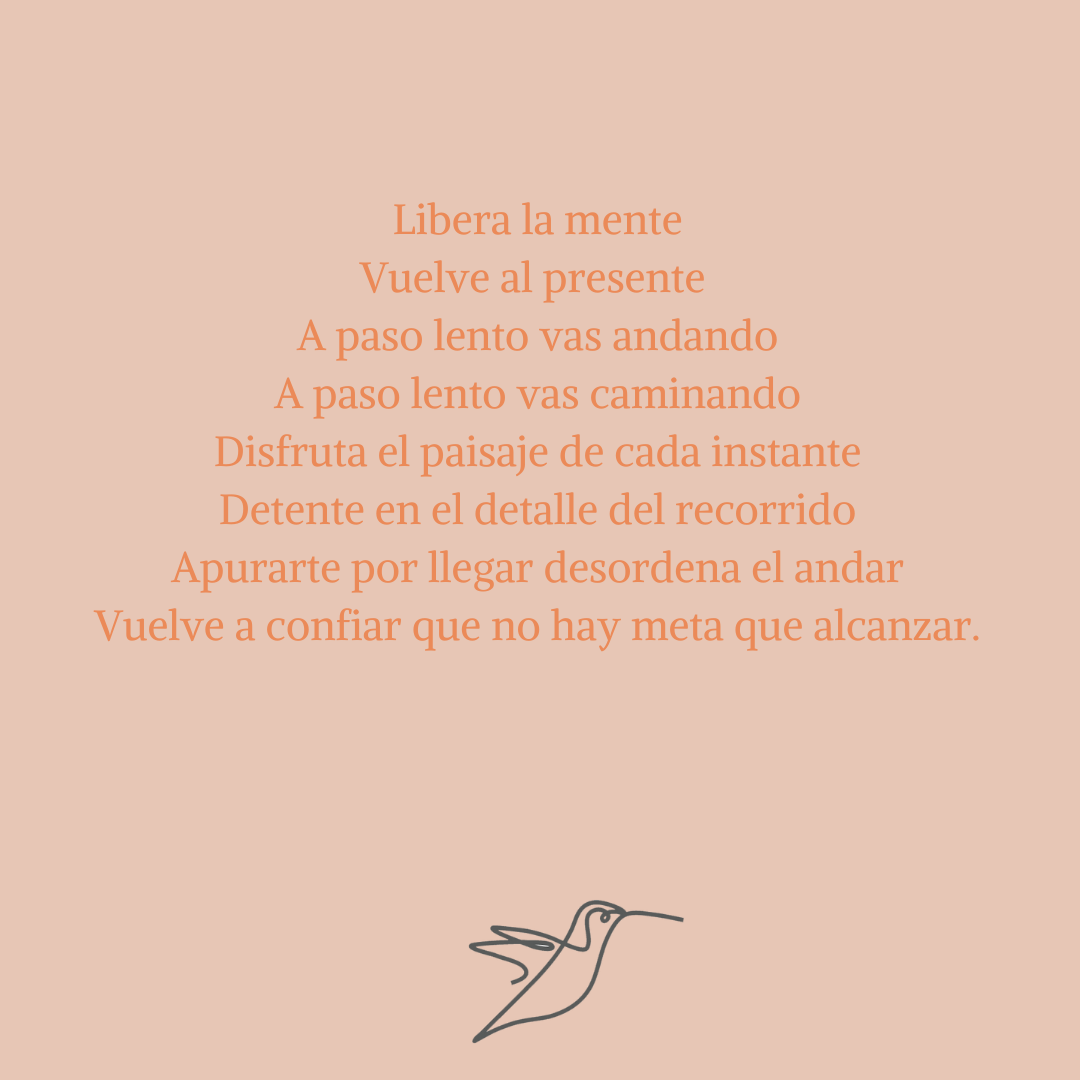 Libera la mente
Vuelve al presente
A paso lento vas andando
A paso lento vas caminando
Disfruta el paisaje de cada instante
Detente en el detalle del recorrido
Apurarte por llegar desordena el andar
Vuelve a confiar que no hay meta que alcanzar.